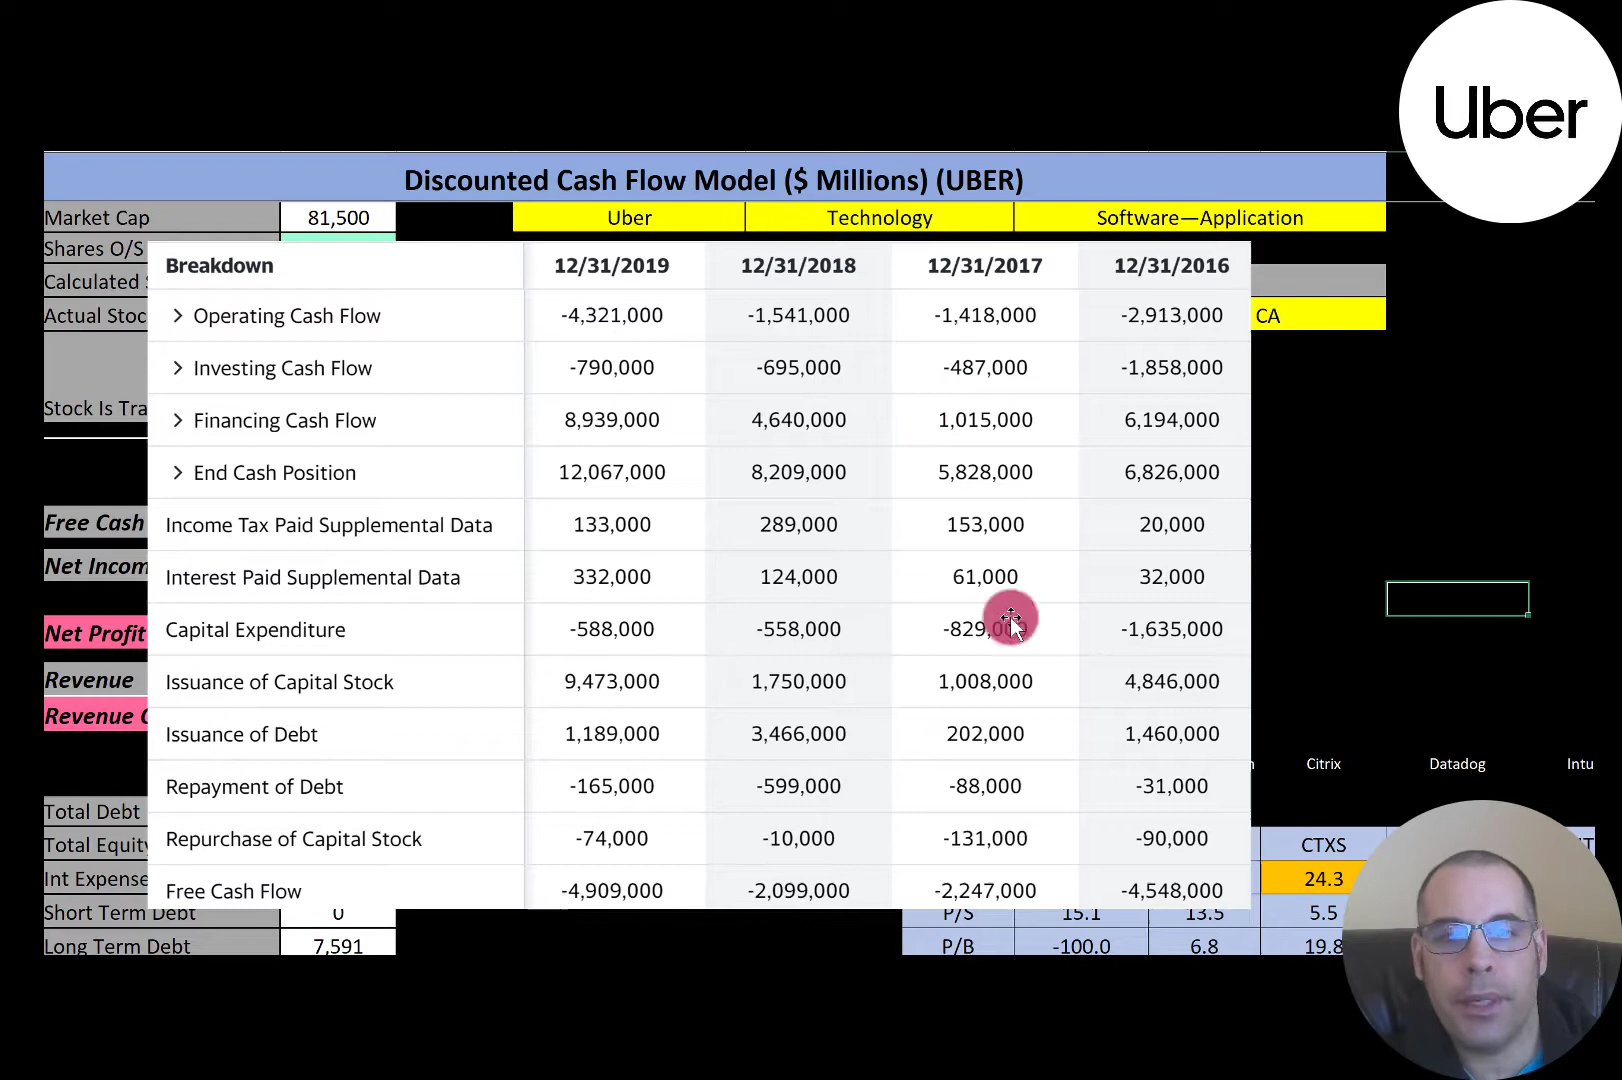 Uber
Discounted Cash Flow Model ($ Millions) (UBER)
Market Cap 81,500 Uber Technology Software—Application
Shares O/S
Calculated
Actual Stoc CA
Stock Is Tra
Breakdown 12/31/2019 12/31/2018 12/31/2017 12/31/2016
Operating Cash Flow -4,321,000 -1,541,000 -1,418,000 -2,913,000
Investing Cash Flow -790,000 -695,000 -487,000 -1,858,000
Financing Cash Flow 8,939,000 4,640,000 1,015,000 6,194,000
End Cash Position 12,067,000 8,209,000 5,828,000 6,826,000
Income Tax Paid Supplemental Data 133,000 289,000 153,000 20,000
Interest Paid Supplemental Data 332,000 124,000 61,000 32,000
Capital Expenditure -588,000 -558,000 -829,000 -1,635,000
Issuance of Capital Stock 9,473,000 1,750,000 1,008,000 4,846,000
Issuance of Debt 1,189,000 3,466,000 202,000 1,460,000
Repayment of Debt -165,000 -599,000 -88,000 -31,000
Repurchase of Capital Stock -74,000 -10,000 -131,000 -90,000
Free Cash Flow -4,909,000 -2,099,000 -2,247,000 -4,548,000
Free Cash
Net Incom
Net Profit
Revenue
Revenue
Citrix Datadog Intu
Total Debt
Total Equity CTXS
Int Expense 24.3
Short Term Debt 0 P/S 15.1 13.5 5.5
Long Term Debt 7,591 P/B -100.0 6.8 19.8